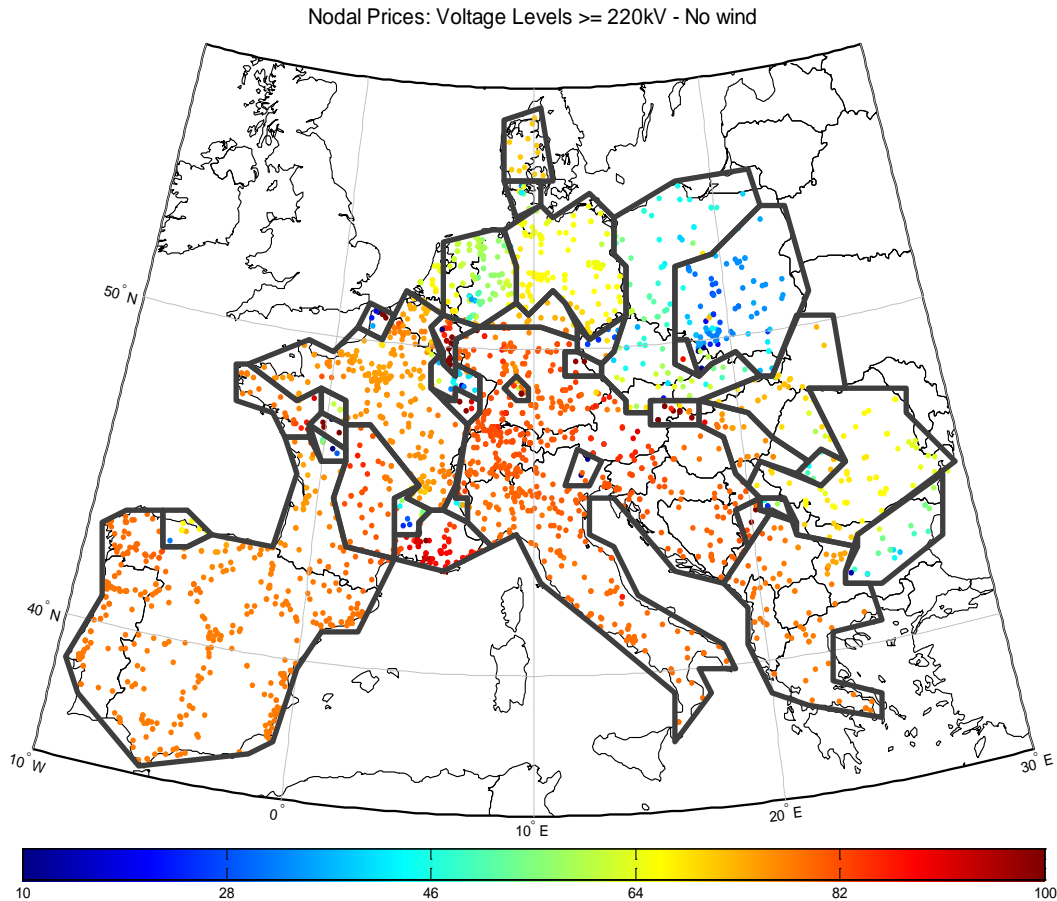 Nodal Prices: Voltage Levels >= 220kV - No wind
50° N
40° N
10° W
0°
10° E
20° E
30° E
10 28 46 64 82 100